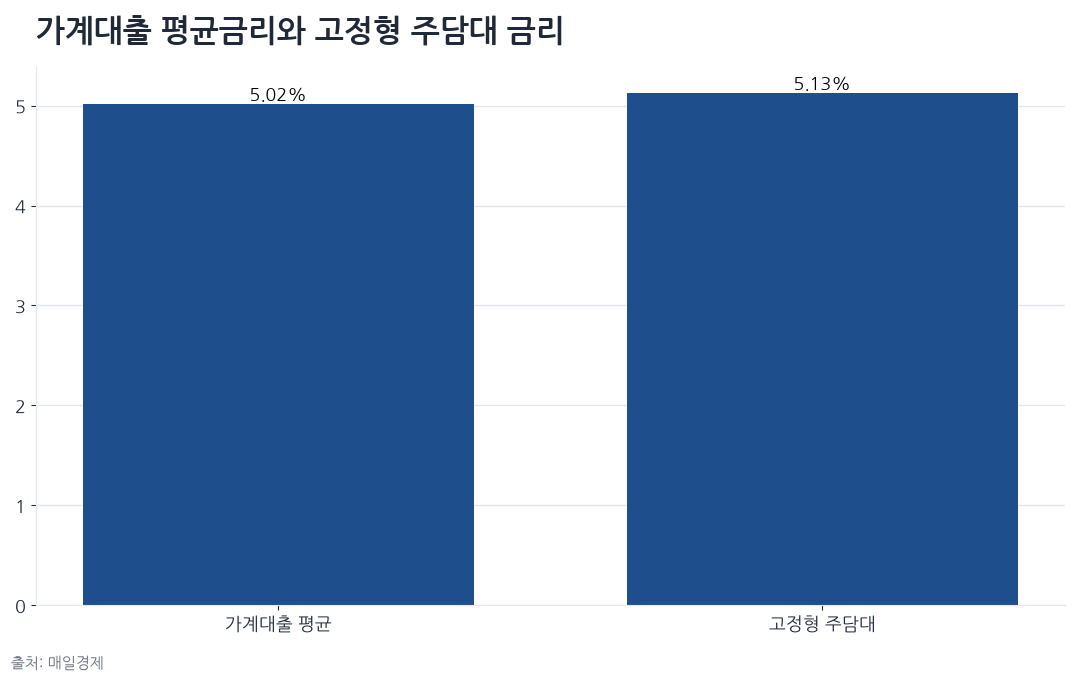 가계대출 평균금리와 고정형 주담대 금리
5.02%
5.13%
5
4
3
2
1
0
가계대출 평균
고정형 주담대
출처: 매일경제